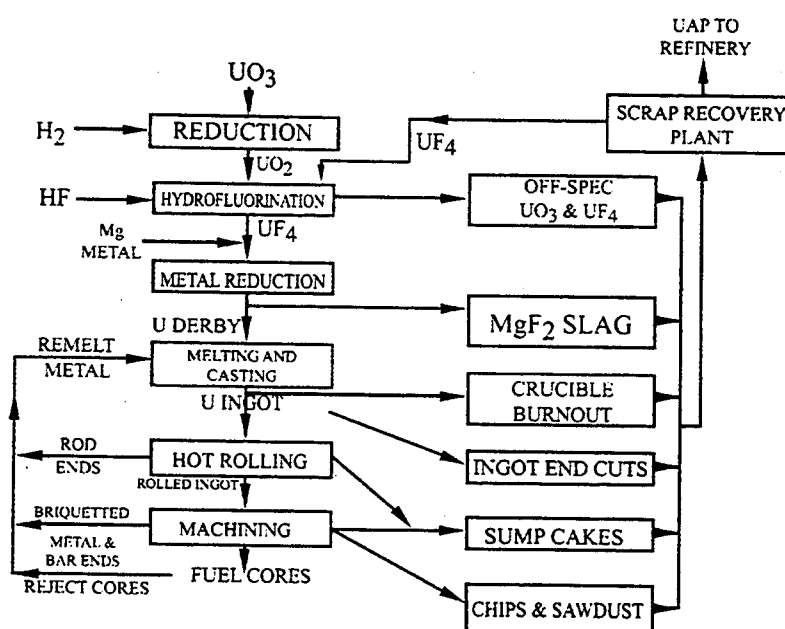 UAP TO
REFINERY
UO3
SCRAP RECOVERY
PLANT
H2
REDUCTION
UF4
UO2
HF
HYDROFLUORINATION
OFF-SPEC
UO3 & UF4
UF4
Mg
METAL
METAL REDUCTION
MgF2 SLAG
U DERBY
REMELT
METAL
MELTING AND
CASTING
CRUCIBLE
BURNOUT
U INGOT
ROD
ENDS
HOT ROLLING
INGOT END CUTS
ROLLED INGOT
BRIQUETTED
METAL &
BAR ENDS
MACHINING
SUMP CAKES
REJECT CORES
FUEL CORES
CHIPS & SAWDUST